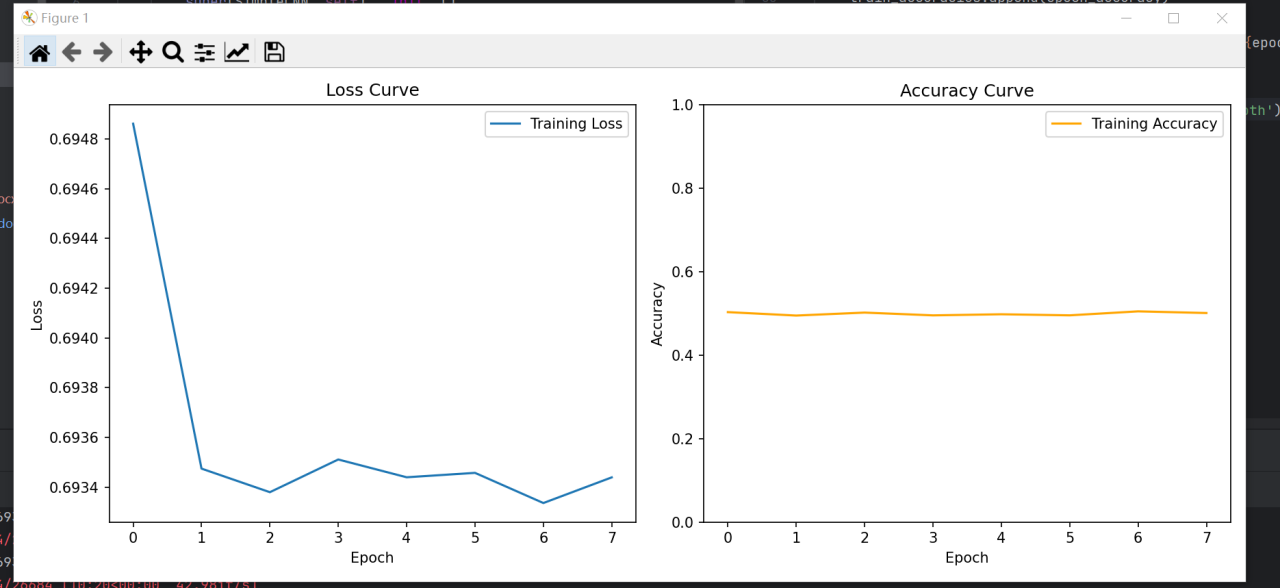 Figure 1
Loss Curve
Training Loss
0.6948
0.6946
0.6944
0.6942
0.6940
0.6938
0.6936
0.6934
Loss
0 1 2 3 4 5 6 7
Epoch
Accuracy Curve
Training Accuracy
1.0
0.8
0.6
0.4
0.2
0.0
Accuracy
0 1 2 3 4 5 6 7
Epoch
{epoc
th')
do